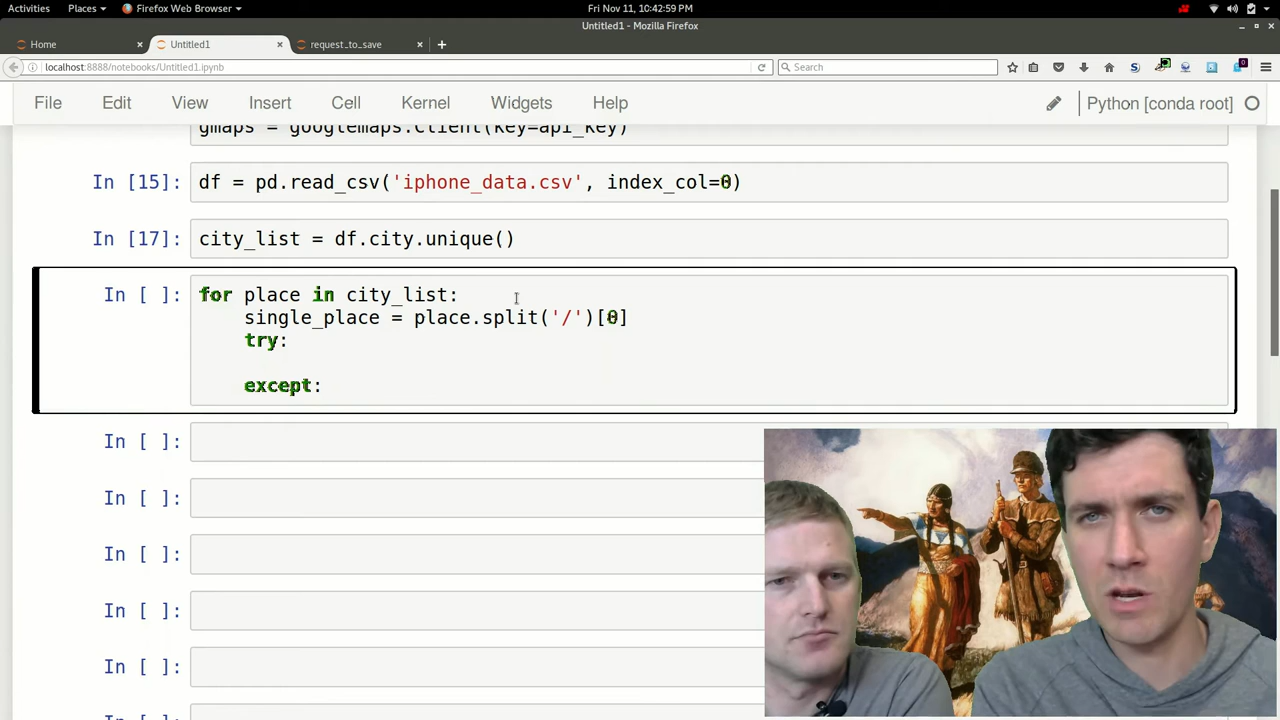 Activities Places Firefox Web Browser Fri Nov 11, 10:42:59 PM
Untitled1 - Mozilla Firefox
Home Untitled1 request_to_save
localhost:8888/notebooks/Untitled1.ipynb Search
File Edit View Insert Cell Kernel Widgets Help Python [conda root]
gmaps = googlemaps.Client(key=api_key)
In [15]: df = pd.read_csv('iphone_data.csv', index_col=0)
In [17]: city_list = df.city.unique()
In [ ]: for place in city_list:
single_place = place.split('/')[0]
try:
except:
In [ ]:
In [ ]:
In [ ]:
In [ ]:
In [ ]: